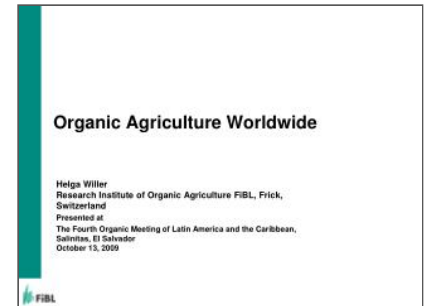 Organic Agriculture Worldwide
Helga Willer
Research Institute of Organic Agriculture FiBL, Frick,
Switzerland
Presented at
The Fourth Organic Meeting of Latin America and the Caribbean,
Salinitas, El Salvador
October 13, 2009
FiBL